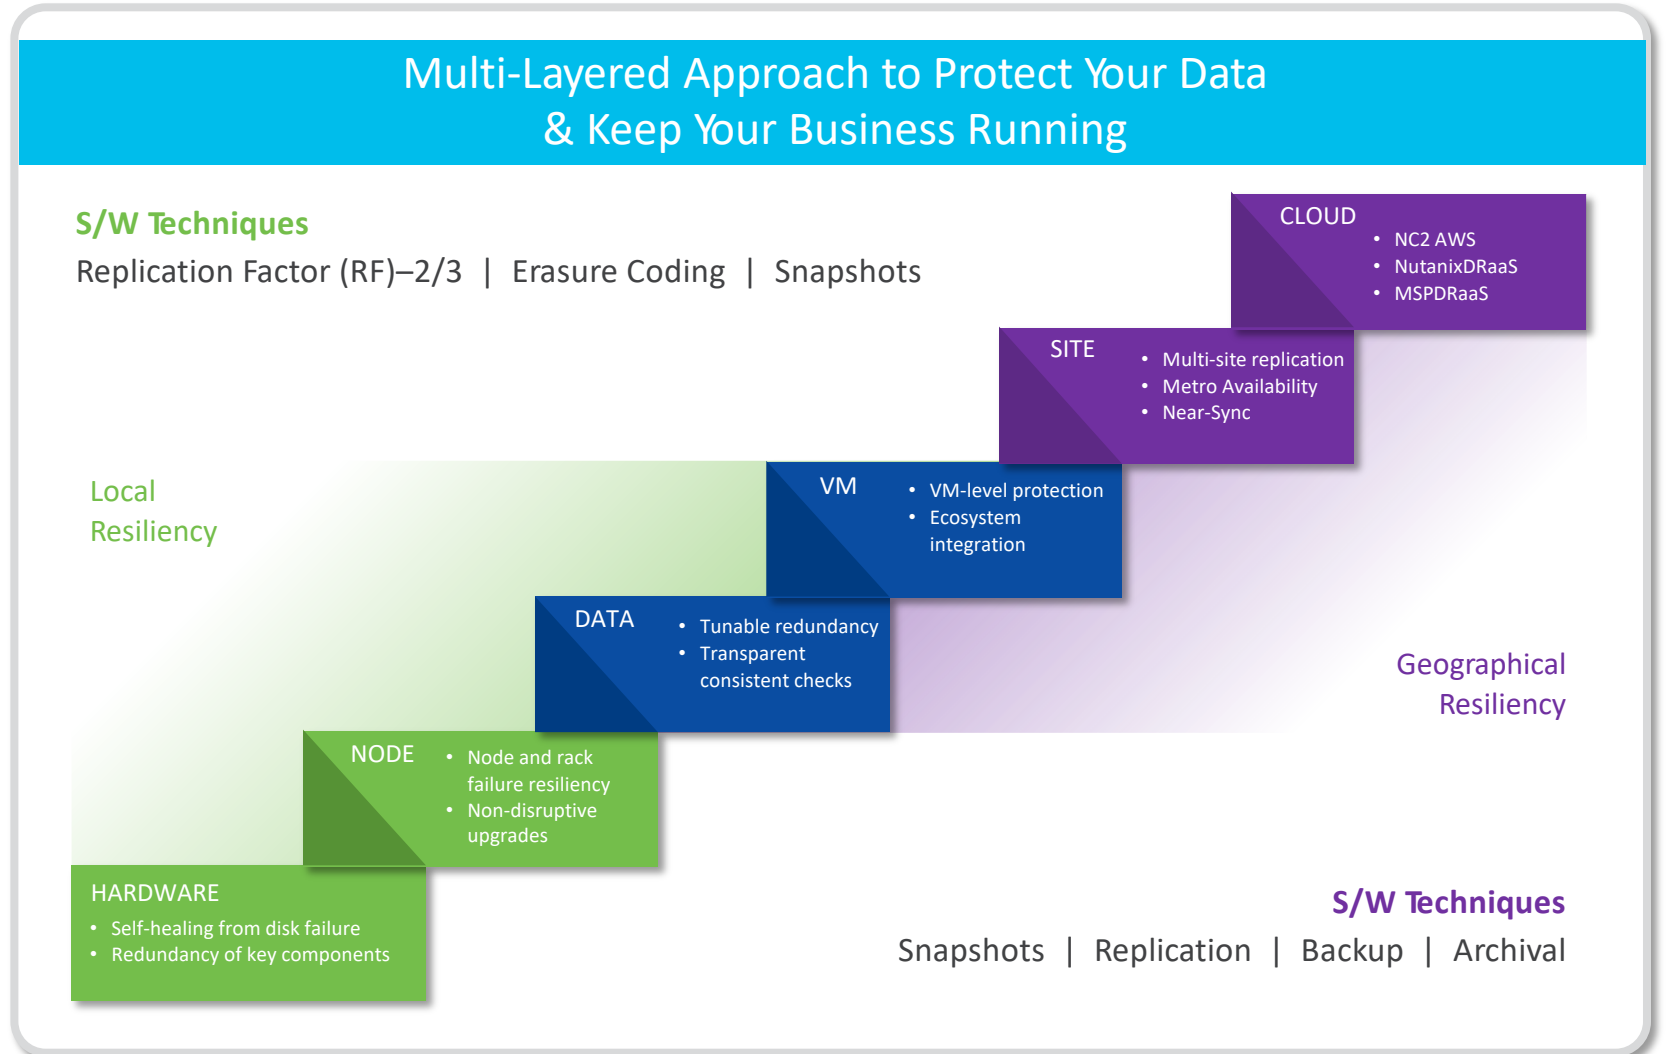 Multi-Layered Approach to Protect Your Data
& Keep Your Business Running
S/W Techniques
Replication Factor (RF)–2/3 | Erasure Coding | Snapshots
CLOUD
• NC2 AWS
• NutanixDRaaS
• MSPDRaaS
SITE
• Multi-site replication
• Metro Availability
• Near-Sync
Local
Resiliency
VM
• VM-level protection
• Ecosystem
integration
DATA
• Tunable redundancy
• Transparent
consistent checks
Geographical
Resiliency
NODE
• Node and rack
failure resiliency
• Non-disruptive
upgrades
HARDWARE
• Self-healing from disk failure
• Redundancy of key components
S/W Techniques
Snapshots | Replication | Backup | Archival